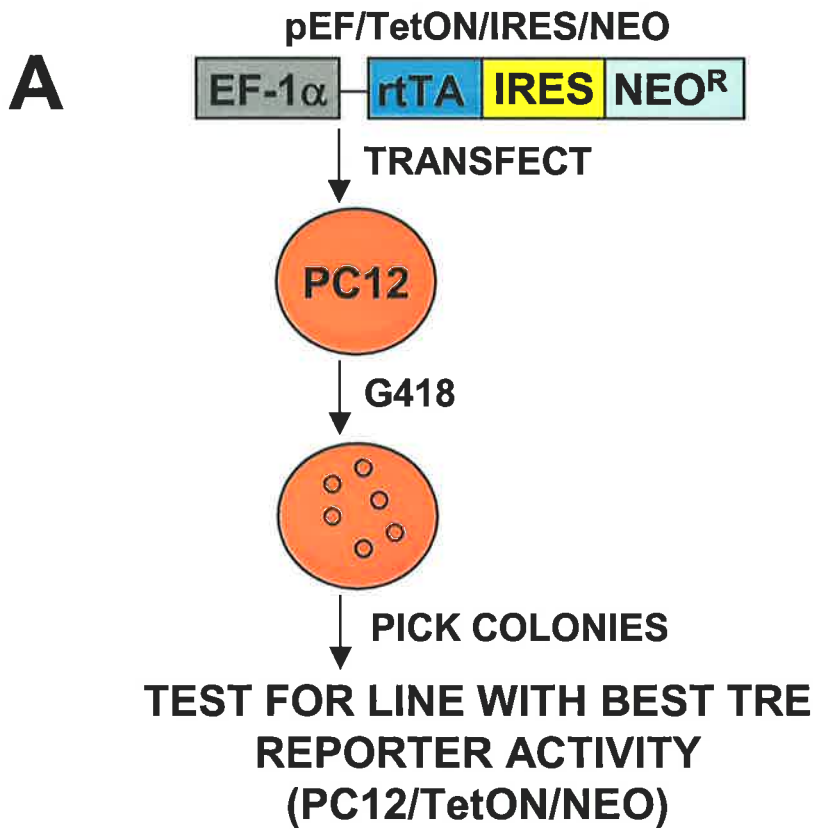 pEF/TetON/IRES/NEO
A
EF-1α rtTA IRES NEOᴿ
TRANSFECT
PC12
G418
PICK COLONIES
TEST FOR LINE WITH BEST TRE
REPORTER ACTIVITY
(PC12/TetON/NEO)